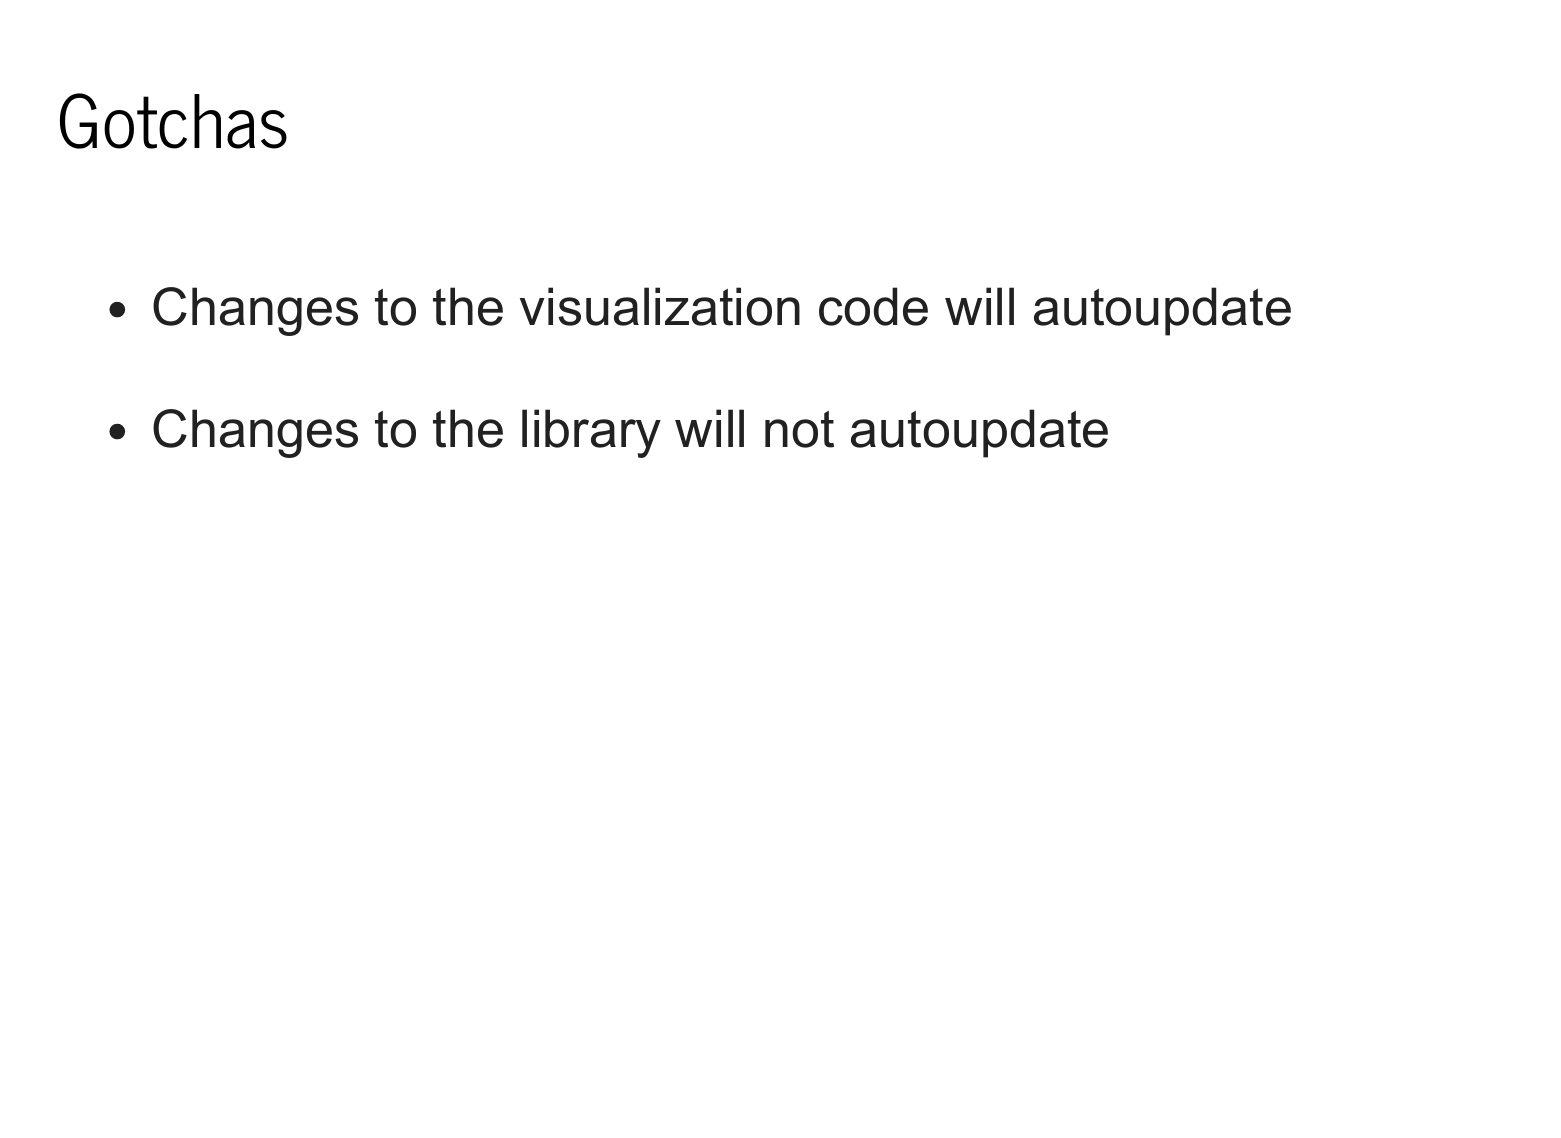 Gotchas
• Changes to the visualization code will autoupdate
• Changes to the library will not autoupdate